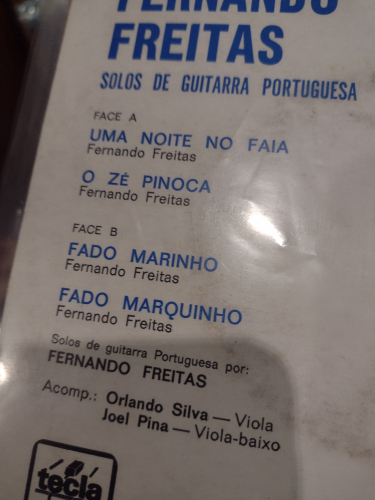 FERNANDO
FREITAS
SOLOS DE GUITARRA PORTUGUESA
FACE A
UMA NOITE NO FAIA
Fernando Freitas
O ZÉ PINOCA
Fernando Freitas
FACE B
FADO MARINHO
Fernando Freitas
FADO MARQUINHO
Fernando Freitas
Solos de guitarra Portuguesa por:
FERNANDO FREITAS
Acomp.: Orlando Silva — Viola
Joel Pina — Viola-baixo
tecla